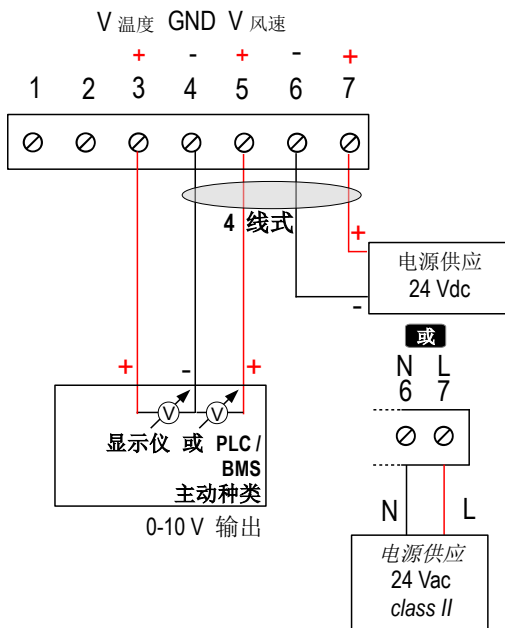 V 温度 GND V 风速
+ - + - +
1 2 3 4 5 6 7
4 线式
+
电源供应
24 Vdc
-
或
N L
6 7
+ - +
V V
显示仪 或 PLC /
BMS
主动种类
0-10 V 输出
N L
电源供应
24 Vac
class II